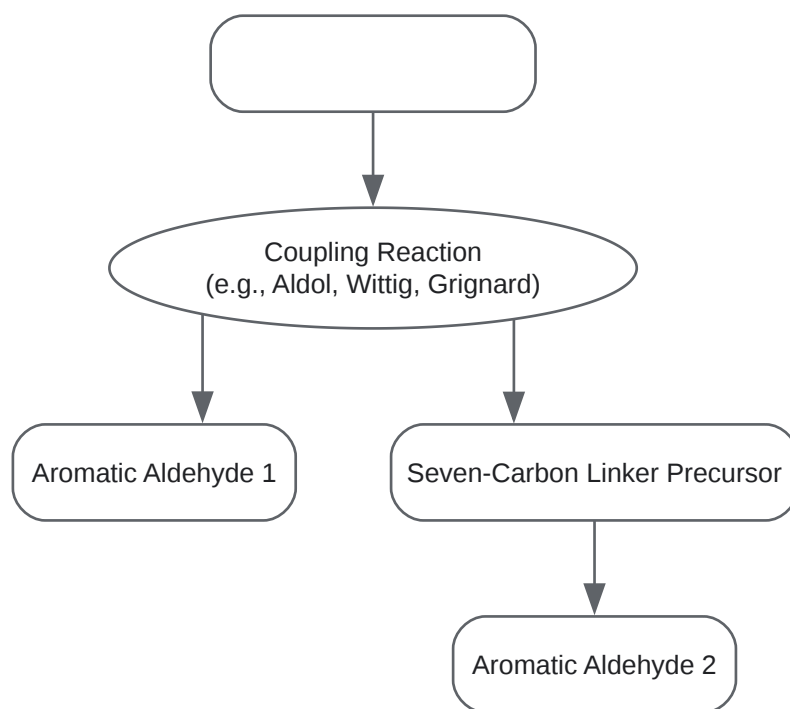 Coupling Reaction
(e.g., Aldol, Wittig, Grignard)
Aromatic Aldehyde 1
Seven-Carbon Linker Precursor
Aromatic Aldehyde 2